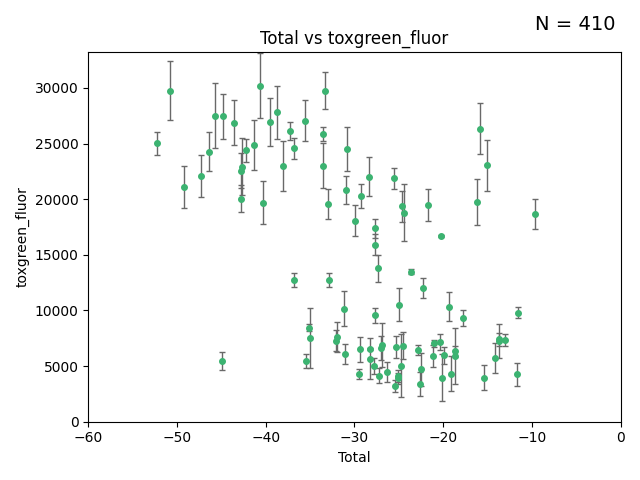 N = 410
Total vs toxgreen_fluor
30000
25000
20000
15000
10000
5000
0
toxgreen_fluor
−60 −50 −40 −30 −20 −10 0
Total